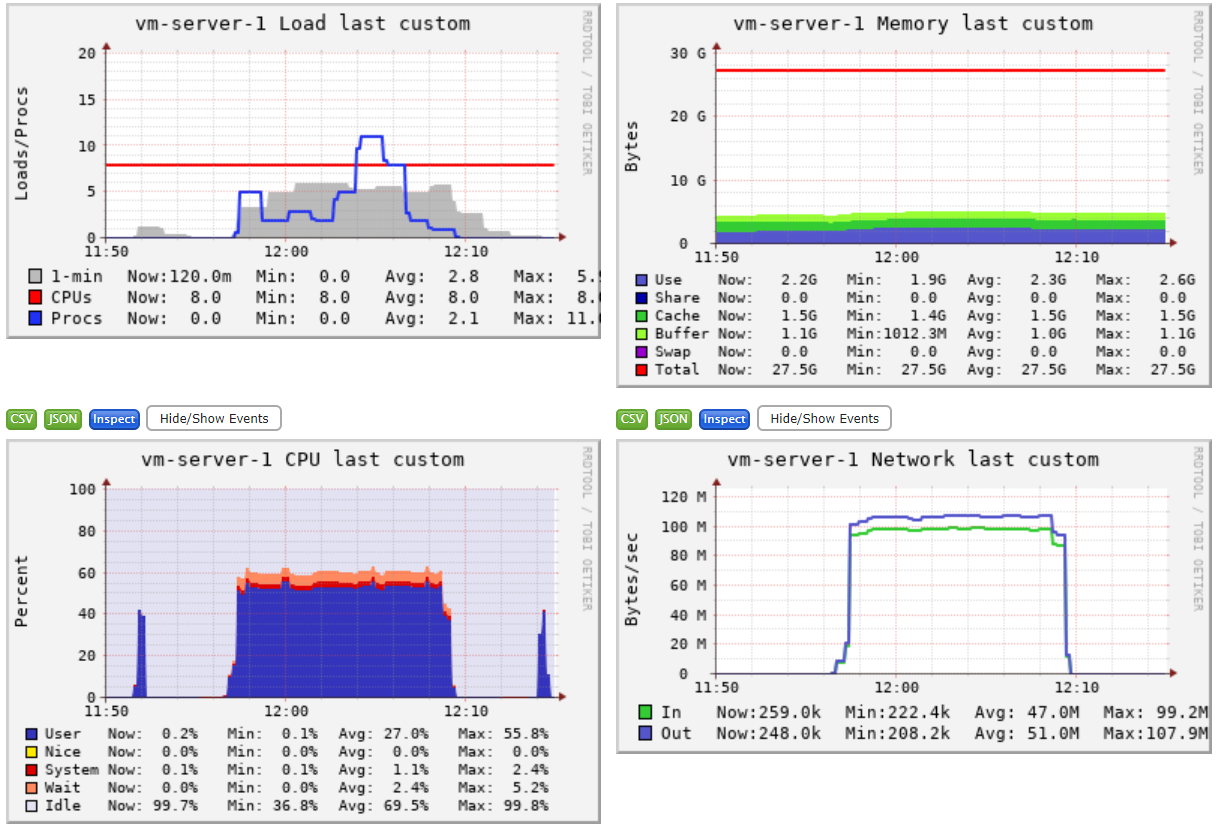 vm-server-1 Load last custom
RRDTOOL / TOBI OETIKER
Loads/Procs
20
15
10
5
0
11:50 12:00 12:10
1-min Now:120.0m Min: 0.0 Avg: 2.8 Max: 5.
CPUs Now: 8.0 Min: 8.0 Avg: 8.0 Max: 8.
Procs Now: 0.0 Min: 0.0 Avg: 2.1 Max: 11.
vm-server-1 Memory last custom
RRDTOOL / TOBI OETIKER
Bytes
30 G
20 G
10 G
0
11:50 12:00 12:10
Use Now: 2.2G Min: 1.9G Avg: 2.3G Max: 2.6G
Share Now: 0.0 Min: 0.0 Avg: 0.0 Max: 0.0
Cache Now: 1.5G Min: 1.4G Avg: 1.5G Max: 1.5G
Buffer Now: 1.1G Min:1012.3M Avg: 1.0G Max: 1.1G
Swap Now: 0.0 Min: 0.0 Avg: 0.0 Max: 0.0
Total Now: 27.5G Min: 27.5G Avg: 27.5G Max: 27.5G
CSV JSON Inspect Hide/Show Events
CSV JSON Inspect Hide/Show Events
vm-server-1 CPU last custom
RRDTOOL / TOBI OETIKER
Percent
100
80
60
40
20
0
11:50 12:00 12:10
User Now: 0.2% Min: 0.1% Avg: 27.0% Max: 55.8%
Nice Now: 0.0% Min: 0.0% Avg: 0.0% Max: 0.0%
System Now: 0.1% Min: 0.1% Avg: 1.1% Max: 2.4%
Wait Now: 0.0% Min: 0.0% Avg: 2.4% Max: 5.2%
Idle Now: 99.7% Min: 36.8% Avg: 69.5% Max: 99.8%
vm-server-1 Network last custom
RRDTOOL / TOBI OETIKER
Bytes/sec
120 M
100 M
80 M
60 M
40 M
20 M
0
11:50 12:00 12:10
In Now:259.0k Min:222.4k Avg: 47.0M Max: 99.2M
Out Now:248.0k Min:208.2k Avg: 51.0M Max:107.9M